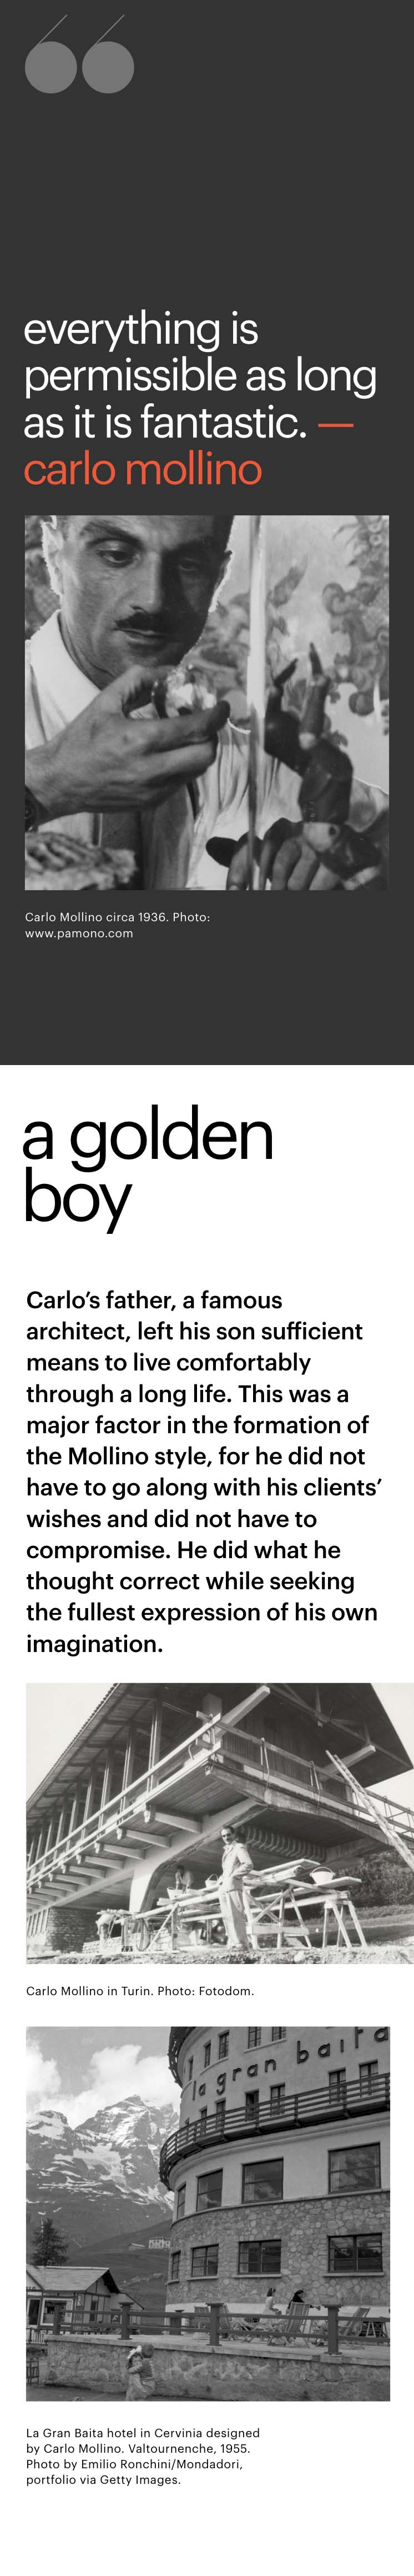 everything is
permissible as long
as it is fantastic. —
carlo mollino
Carlo Mollino circa 1936. Photo:
www.pamono.com
a golden
boy
Carlo’s father, a famous
architect, left his son sufficient
means to live comfortably
through a long life. This was a
major factor in the formation of
the Mollino style, for he did not
have to go along with his clients’
wishes and did not have to
compromise. He did what he
thought correct while seeking
the fullest expression of his own
imagination.
Carlo Mollino in Turin. Photo: Fotodom.
la gran baita
La Gran Baita hotel in Cervinia designed
by Carlo Mollino. Valtournenche, 1955.
Photo by Emilio Ronchini/Mondadori,
portfolio via Getty Images.